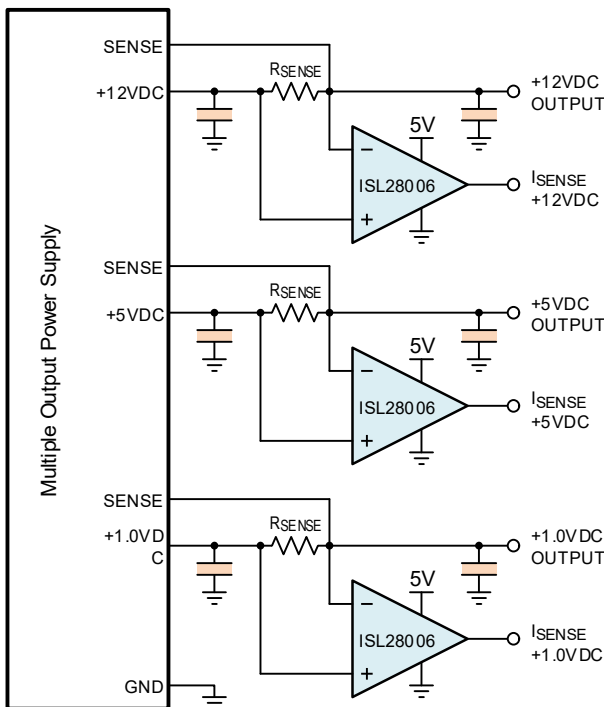 SENSE
RSENSE
+12VDC
+12VDC
OUTPUT
5V
−
ISL28006
+
ISENSE
+12VDC
Multiple Output Power Supply
SENSE
RSENSE
+5VDC
+5VDC
OUTPUT
5V
−
ISL28006
+
ISENSE
+5VDC
SENSE
RSENSE
+1.0VD
C
+1.0VDC
OUTPUT
5V
−
ISL28006
+
ISENSE
+1.0VDC
GND